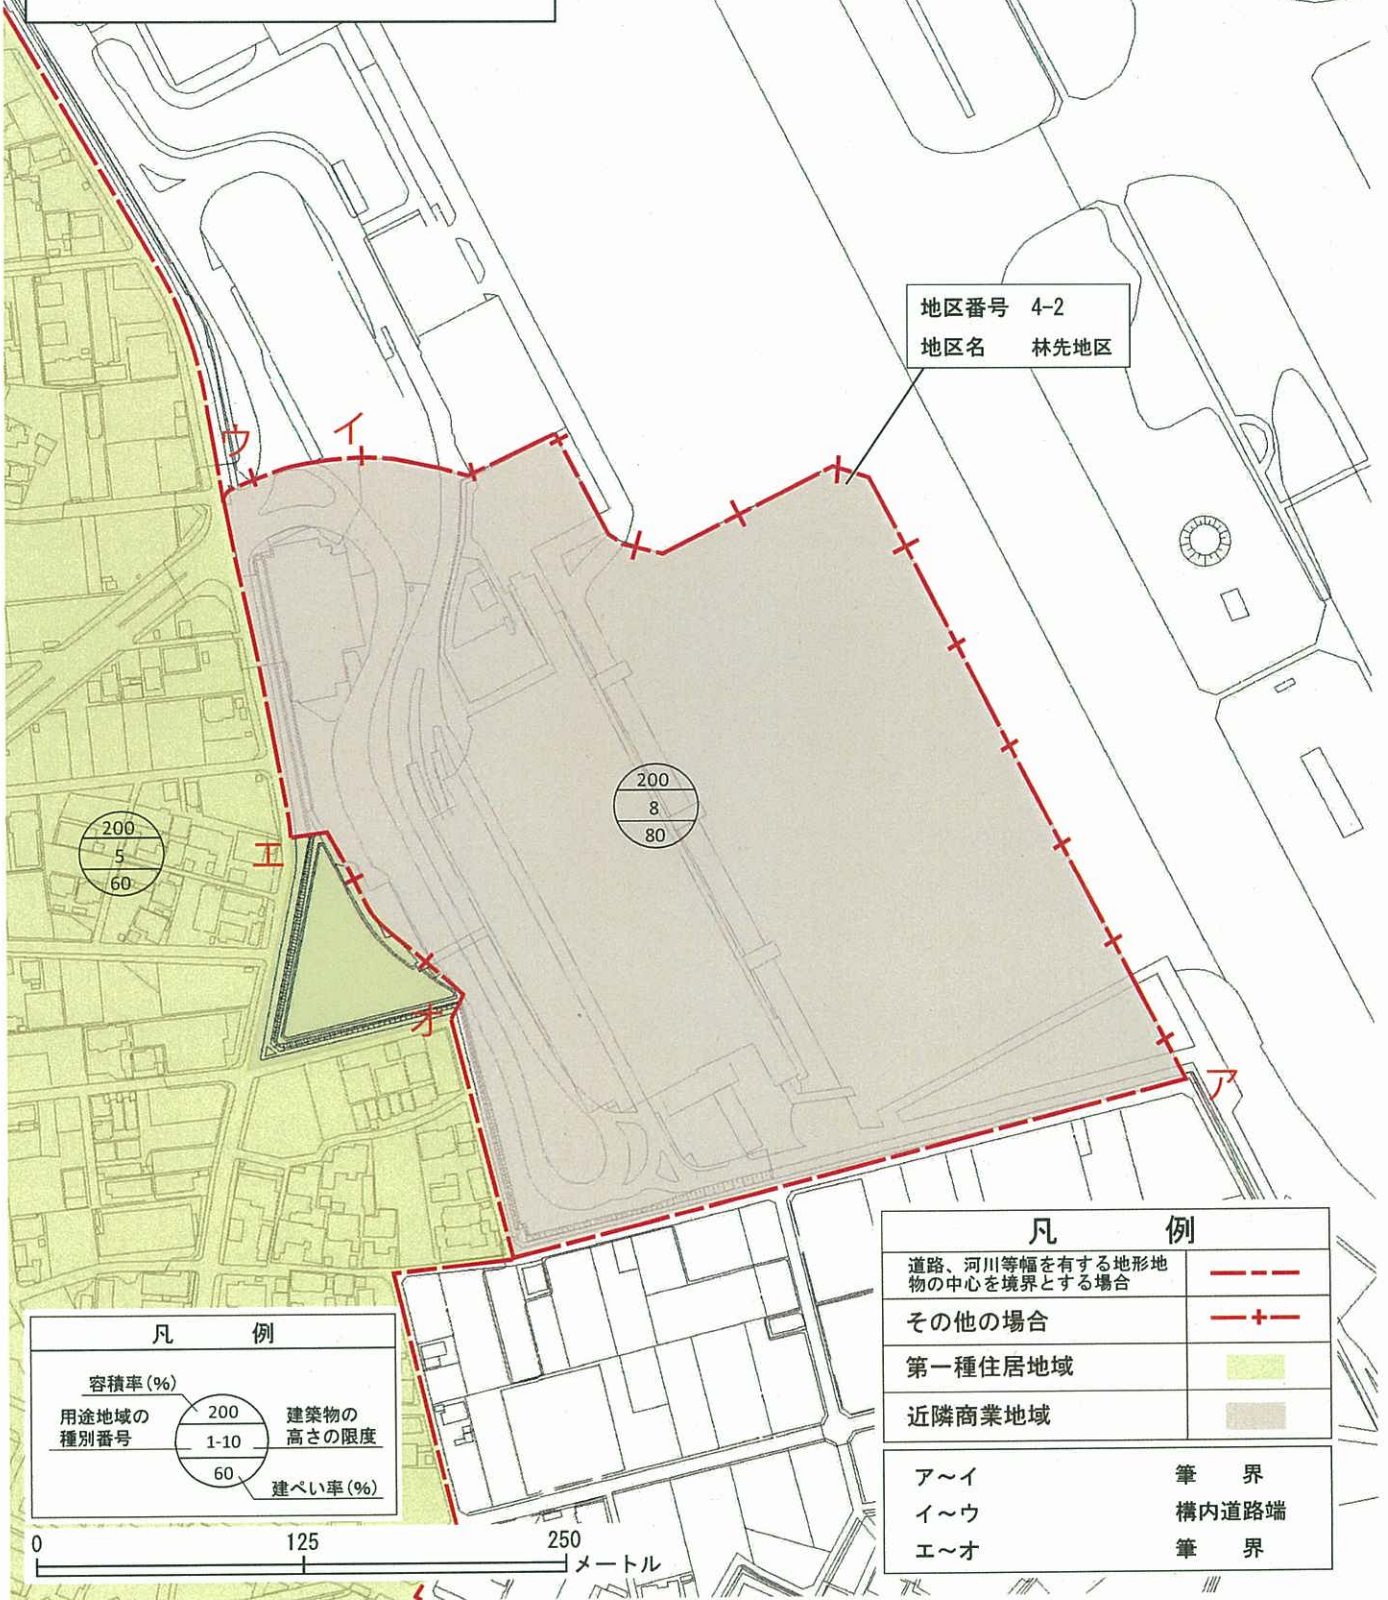 地区番号 4-2
地区名 林先地区
ウ
イ
200
8
80
200
5
60
エ
オ
ア
凡 例
道路、河川等幅を有する地形地
物の中心を境界とする場合
その他の場合
第一種住居地域
近隣商業地域
ア～イ 筆 界
イ～ウ 構内道路端
エ～オ 筆 界
凡 例
容積率(%)
用途地域の
種別番号
200
1-10
60
建築物の
高さの限度
建ぺい率(%)
0 125 250
メートル